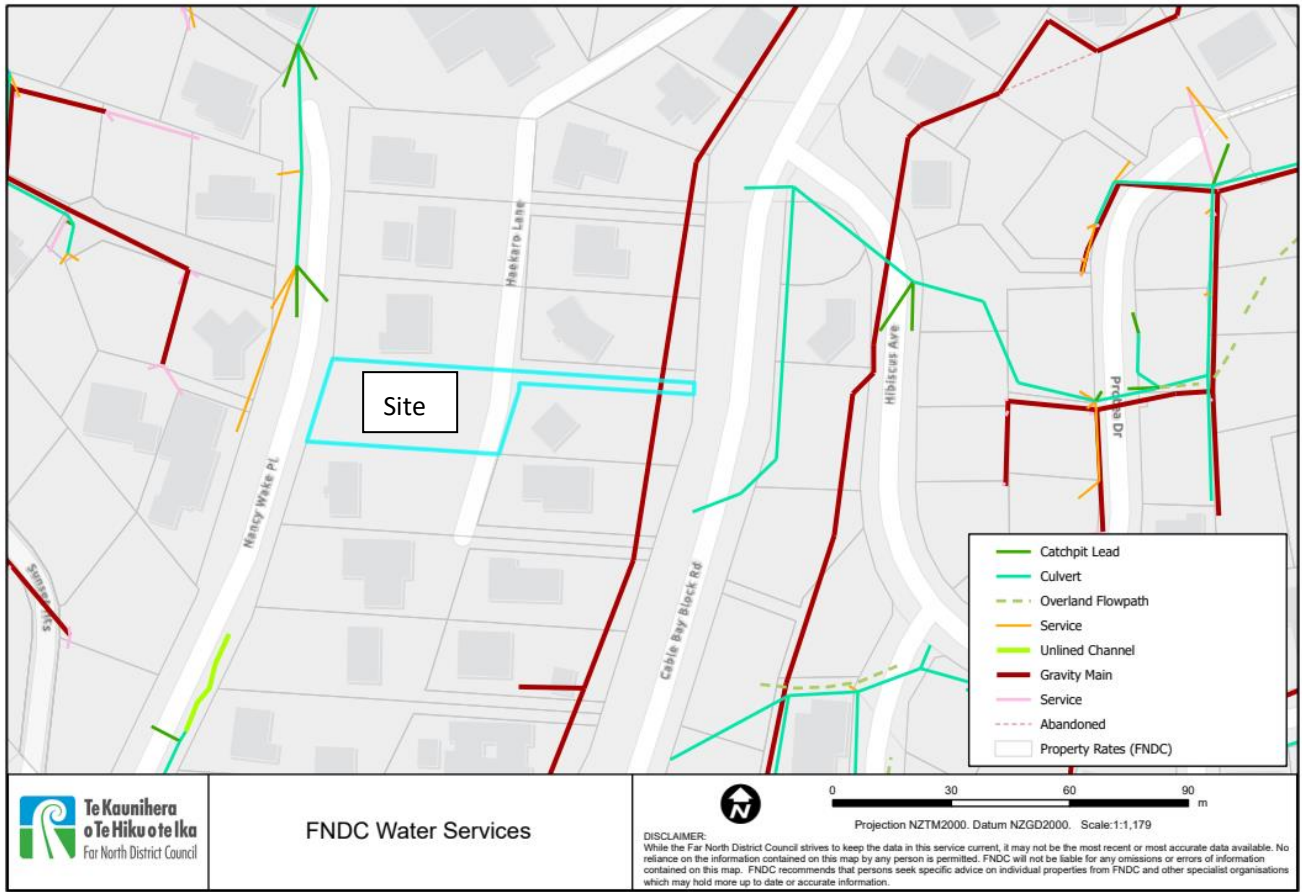 Haekaro Lane
Site
Nancy Wake Pl.
Sunset Hts
Cable Bay Block Rd
Hibiscus Ave
Protea Dr
Catchpit Lead
Culvert
Overland Flowpath
Service
Unlined Channel
Gravity Main
Service
Abandoned
Property Rates (FNDC)
Te Kaunihera
o Te Hiku o te Ika
Far North District Council
FNDC Water Services
N
0 30 60 90
m
Projection NZTM2000. Datum NZGD2000. Scale:1:1,179
DISCLAIMER:
While the Far North District Council strives to keep the data in this service current, it may not be the most recent or most accurate data available. No
reliance on the information contained on this map by any person is permitted. FNDC will not be liable for any omissions or errors of information
contained on this map. FNDC recommends that persons seek specific advice on individual properties from FNDC and other specialist organisations
which may hold more up to date or accurate information.